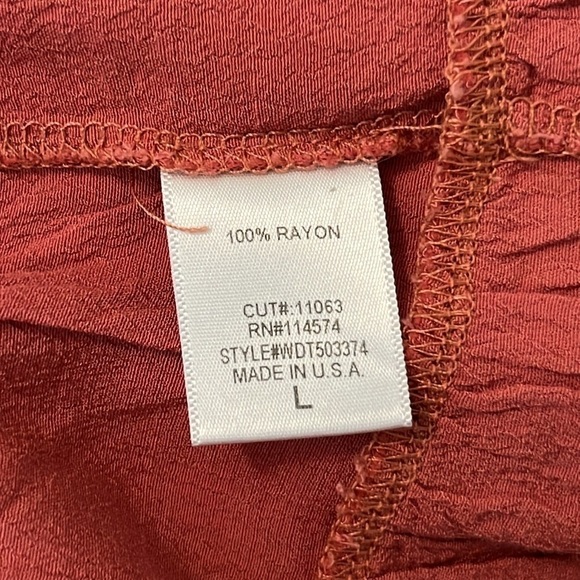 100% RAYON
CUT#:11063
RN#114574
STYLE#WDT503374
MADE IN U.S.A.
L